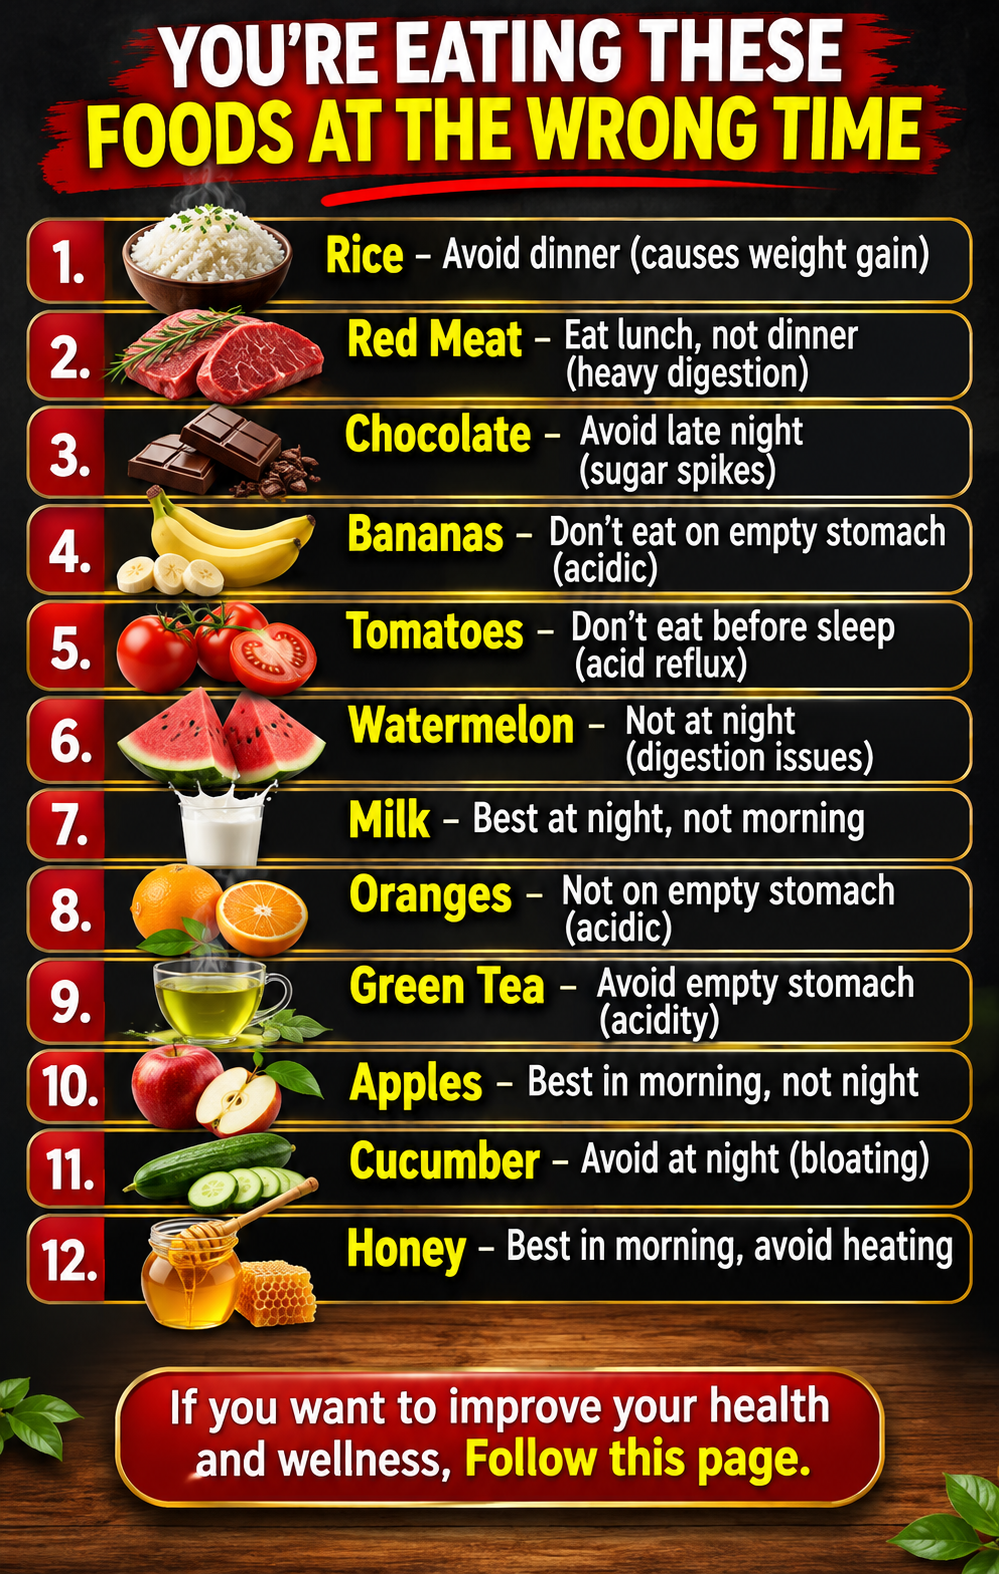 YOU'RE EATING THESE
FOODS AT THE WRONG TIME
1. Rice – Avoid dinner (causes weight gain)
2. Red Meat – Eat lunch, not dinner
(heavy digestion)
3. Chocolate – Avoid late night
(sugar spikes)
4. Bananas – Don't eat on empty stomach
(acidic)
5. Tomatoes – Don't eat before sleep
(acid reflux)
6. Watermelon – Not at night
(digestion issues)
7. Milk – Best at night, not morning
8. Oranges – Not on empty stomach
(acidic)
9. Green Tea – Avoid empty stomach
(acidity)
10. Apples – Best in morning, not night
11. Cucumber – Avoid at night (bloating)
12. Honey – Best in morning, avoid heating
If you want to improve your health
and wellness, Follow this page.